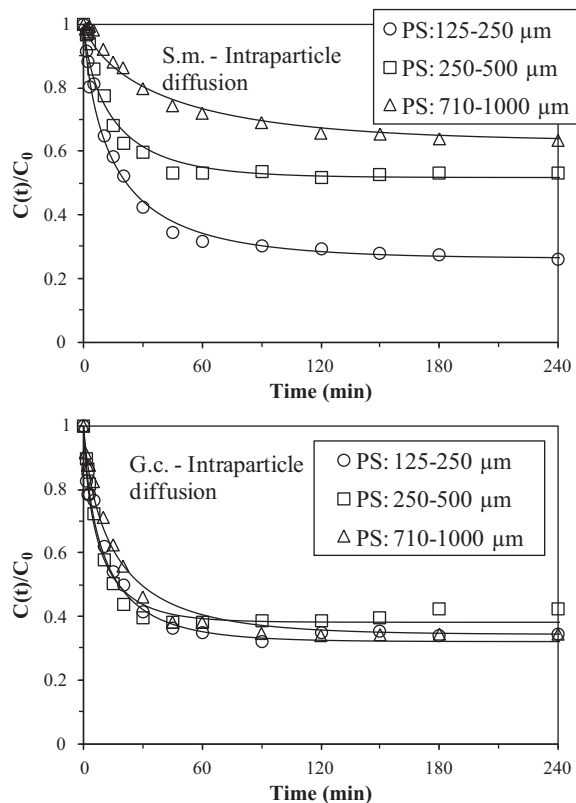 S.m. - Intraparticle
diffusion
PS:125-250 µm
PS: 250-500 µm
PS: 710-1000 µm
C(t)/C0
1
0.8
0.6
0.4
0.2
0
0 60 120 180 240
Time (min)
G.c. - Intraparticle
diffusion
PS: 125-250 µm
PS: 250-500 µm
PS: 710-1000 µm
C(t)/C0
1
0.8
0.6
0.4
0.2
0
0 60 120 180 240
Time (min)